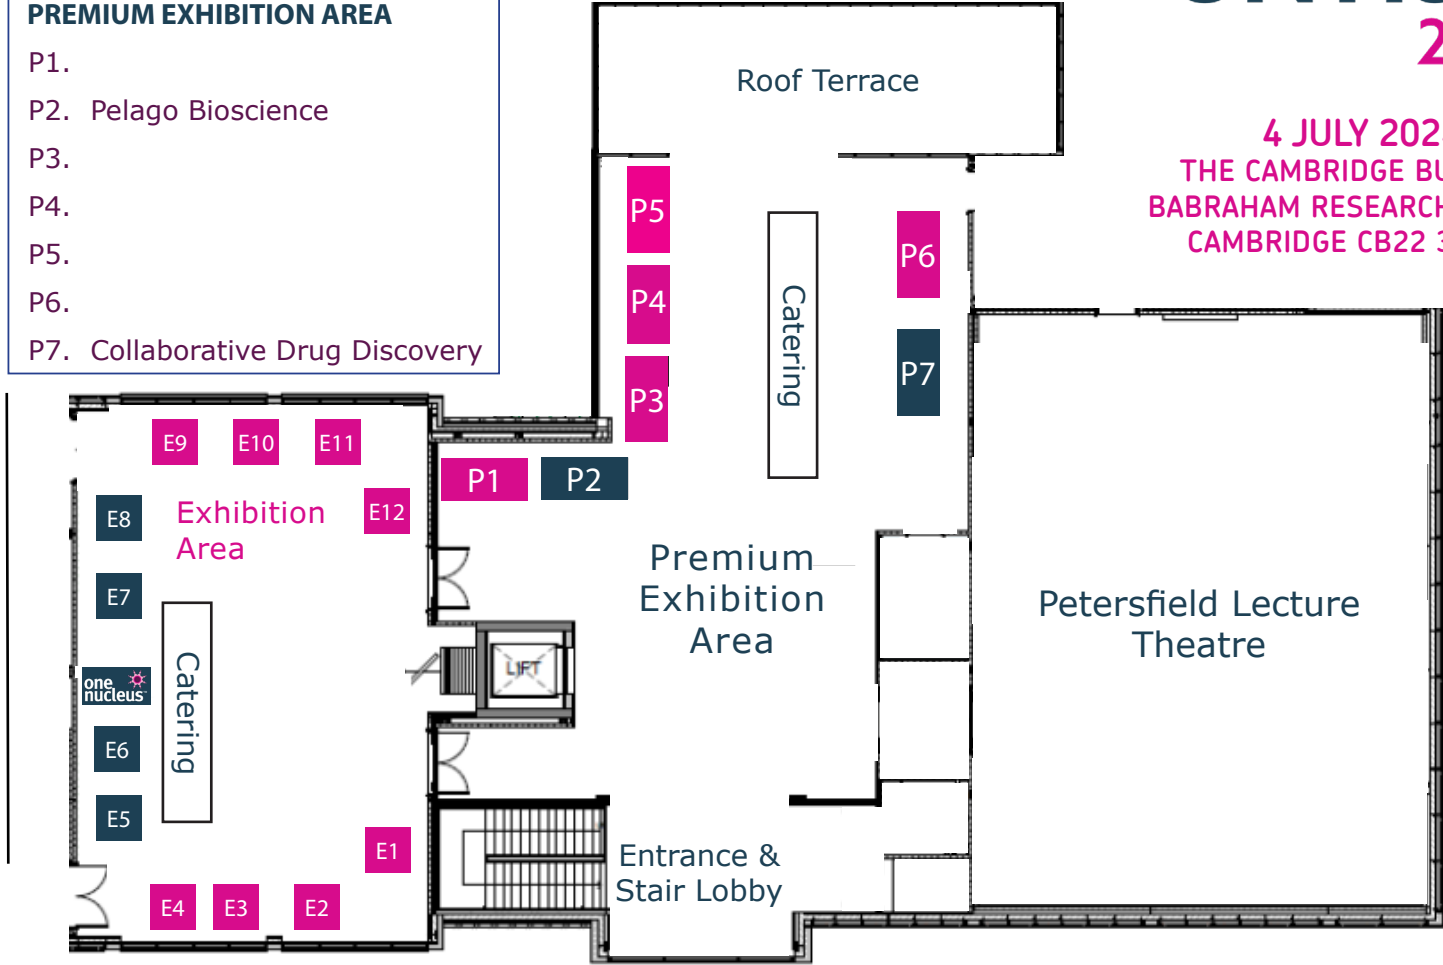 PREMIUM EXHIBITION AREA
P1.
P2. Pelago Bioscience
P3.
P4.
P5.
P6.
P7. Collaborative Drug Discovery
2
4 JULY 202
THE CAMBRIDGE BU
BABRAHAM RESEARCH
CAMBRIDGE CB22 3
Roof Terrace
P5
P4
P3
Catering
P6
P7
P1
P2
E9
E10
E11
E8
Exhibition
Area
E12
E7
one
nucleus
Catering
E6
E5
E1
E4
E3
E2
LIFT
Premium
Exhibition
Area
Petersfield Lecture
Theatre
Entrance &
Stair Lobby